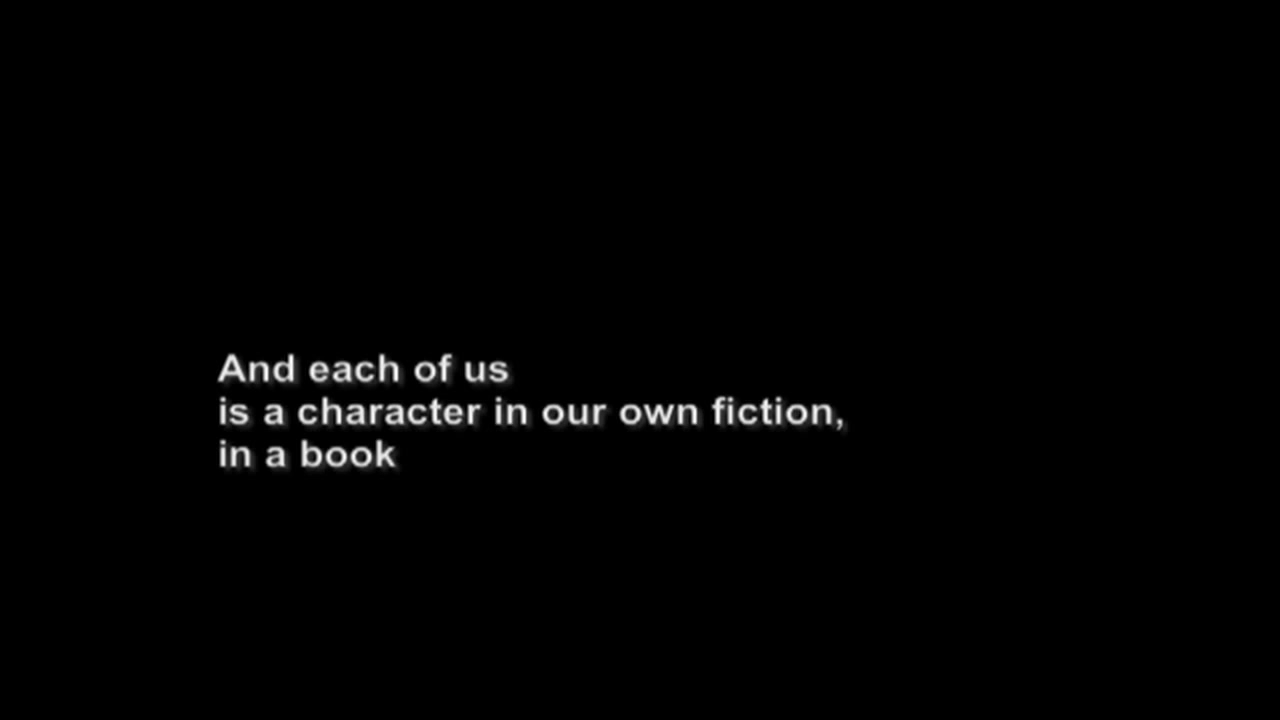 And each of us
is a character in our own fiction,
in a book